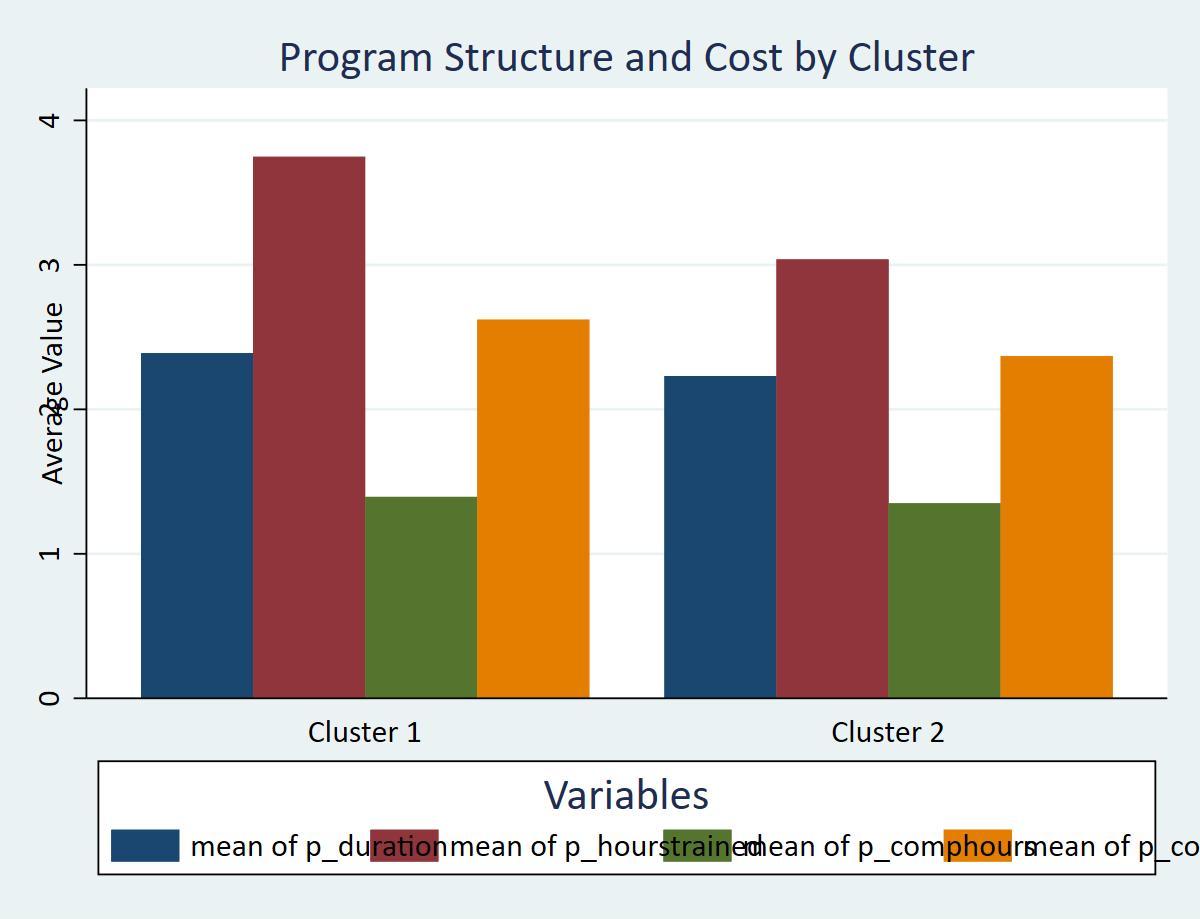 Program Structure and Cost by Cluster
4
3
2
1
0
Average Value
Cluster 1
Cluster 2
Variables
mean of p_duration mean of p_hourstrained mean of p_comphours mean of p_co